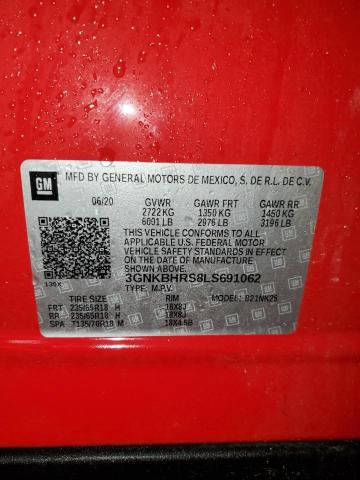 GM
MFD BY GENERAL MOTORS DE MEXICO, S. DE R.L. DE C.V.
06/20 GVWR GAWR FRT GAWR RR
2722 KG 1350 KG 1450 KG
6001 LB 2976 LB 3196 LB
THIS VEHICLE CONFORMS TO ALL
APPLICABLE U.S. FEDERAL MOTOR
VEHICLE SAFETY STANDARDS IN
EFFECT ON THE DATE OF
MANUFACTURE SHOWN ABOVE.
3GNKBHRS8LS691062
139X TYPE: M.P.V. MODEL: B21NK26
TIRE SIZE RIM
FRT 235/65R18 H 18X8J
RR 235/65R18 H 18X8J
SPA T135/70R18 M 18X4.5B